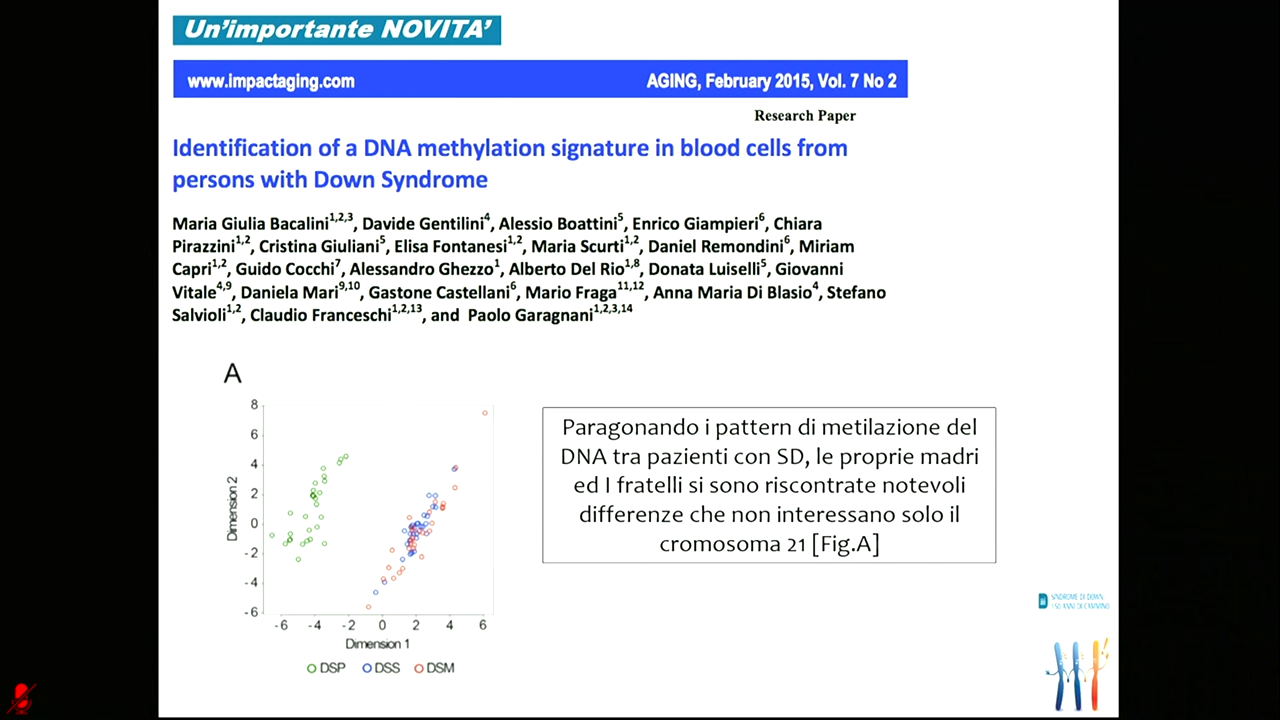 Un'importante NOVITA'
www.impactaging.com AGING, February 2015, Vol. 7 No 2
Research Paper
Identification of a DNA methylation signature in blood cells from
persons with Down Syndrome
Maria Giulia Bacalini1,2,3, Davide Gentilini4, Alessio Boattini5, Enrico Giampieri6, Chiara
Pirazzini1,2, Cristina Giuliani5, Elisa Fontanesi1,2, Maria Scurti1,2, Daniel Remondini6, Miriam
Capri1,2, Guido Cocchi7, Alessandro Ghezzo1, Alberto Del Rio1,8, Donata Luiselli5, Giovanni
Vitale4,9, Daniela Mari9,10, Gastone Castellani6, Mario Fraga11,12, Anna Maria Di Blasio4, Stefano
Salvioli1,2, Claudio Franceschi1,2,13, and Paolo Garagnani1,2,3,14
A
8
6
4
2
0
-2
-4
-6
Dimension 2
-6 -4 -2 0 2 4 6
Dimension 1
DSP DSS DSM
Paragonando i pattern di metilazione del
DNA tra pazienti con SD, le proprie madri
ed I fratelli si sono riscontrate notevoli
differenze che non interessano solo il
cromosoma 21 [Fig.A]
SINDROME DI DOWN
50 ANNI DI CAMMINO